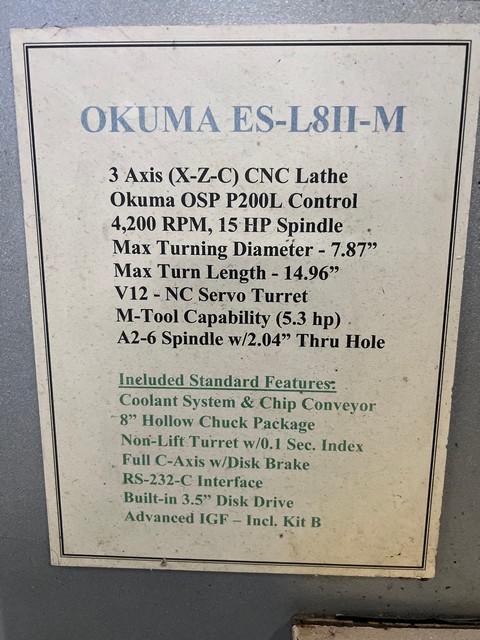 OKUMA ES-L8II-M
3 Axis (X-Z-C) CNC Lathe
Okuma OSP P200L Control
4,200 RPM, 15 HP Spindle
Max Turning Diameter - 7.87”
Max Turn Length - 14.96”
V12 - NC Servo Turret
M-Tool Capability (5.3 hp)
A2-6 Spindle w/2.04” Thru Hole
Included Standard Features:
Coolant System & Chip Conveyor
8” Hollow Chuck Package
Non-Lift Turret w/0.1 Sec. Index
Full C-Axis w/Disk Brake
RS-232-C Interface
Built-in 3.5” Disk Drive
Advanced IGF – Incl. Kit B